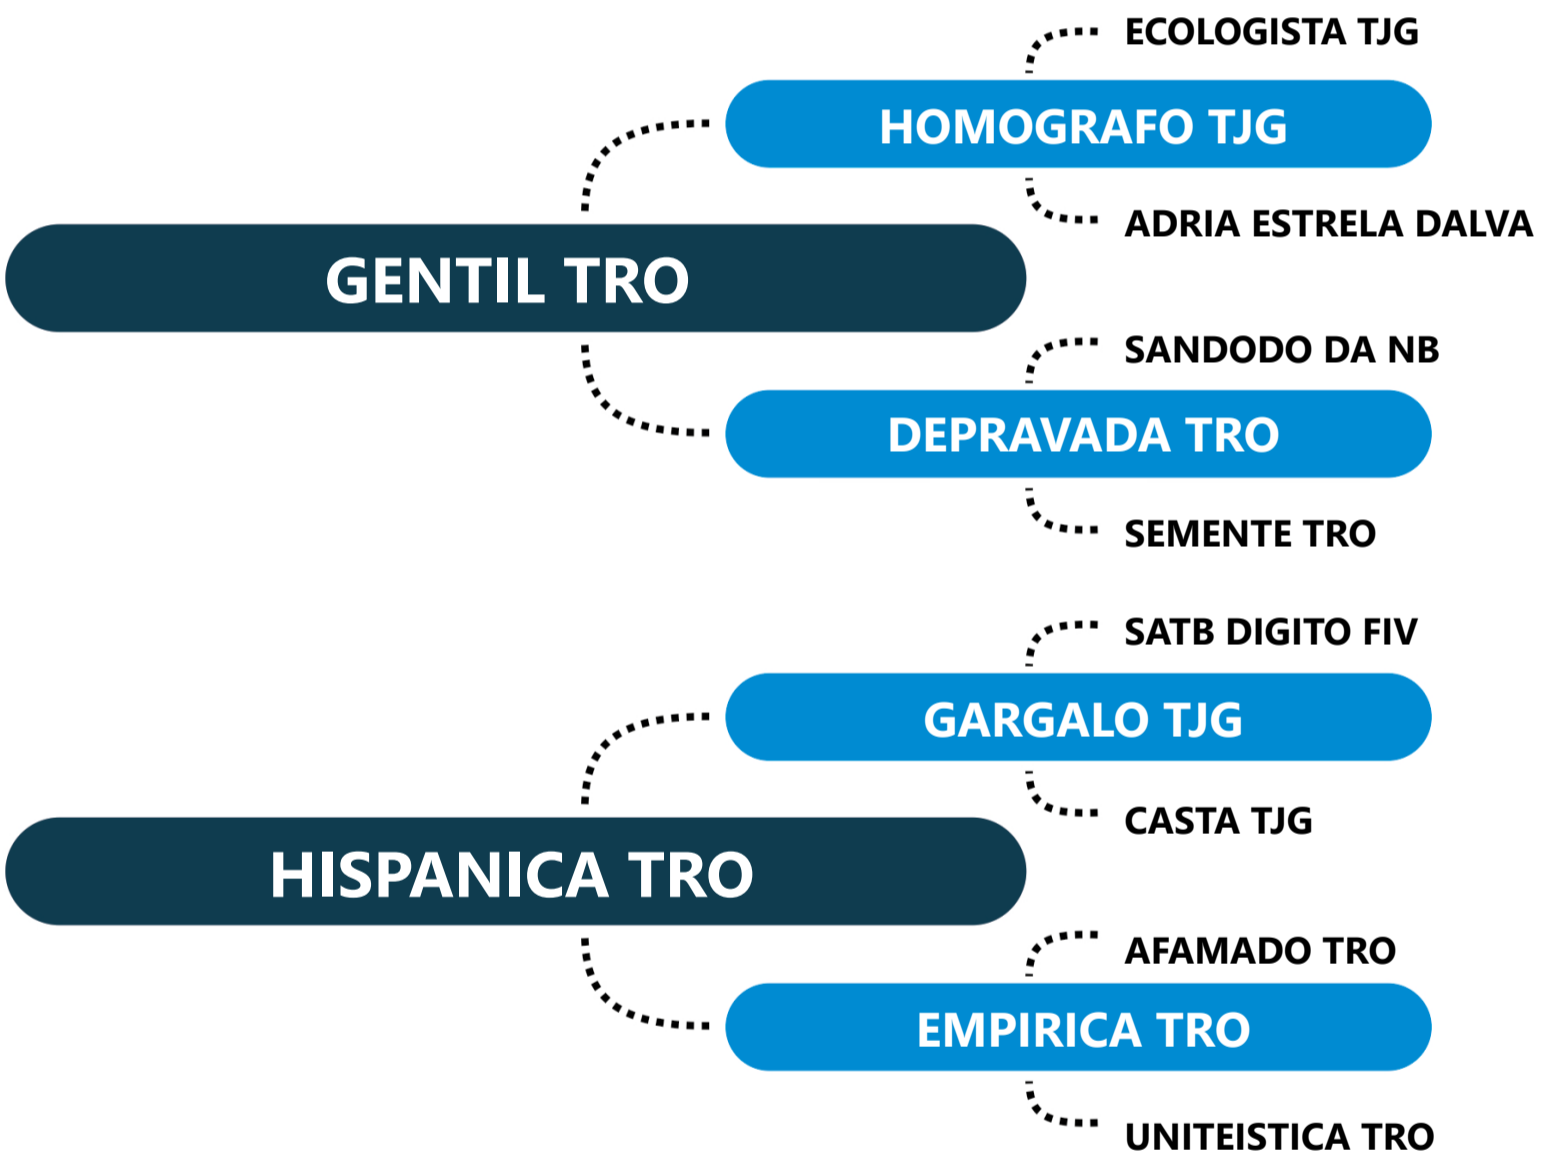 ECOLOGISTA TJG
HOMOGRAFO TJG
ADRIA ESTRELA DALVA
GENTIL TRO
SANDODO DA NB
DEPRAVADA TRO
SEMENTE TRO
SATB DIGITO FIV
GARGALO TJG
CASTA TJG
HISPANICA TRO
AFAMADO TRO
EMPIRICA TRO
UNITEISTICA TRO